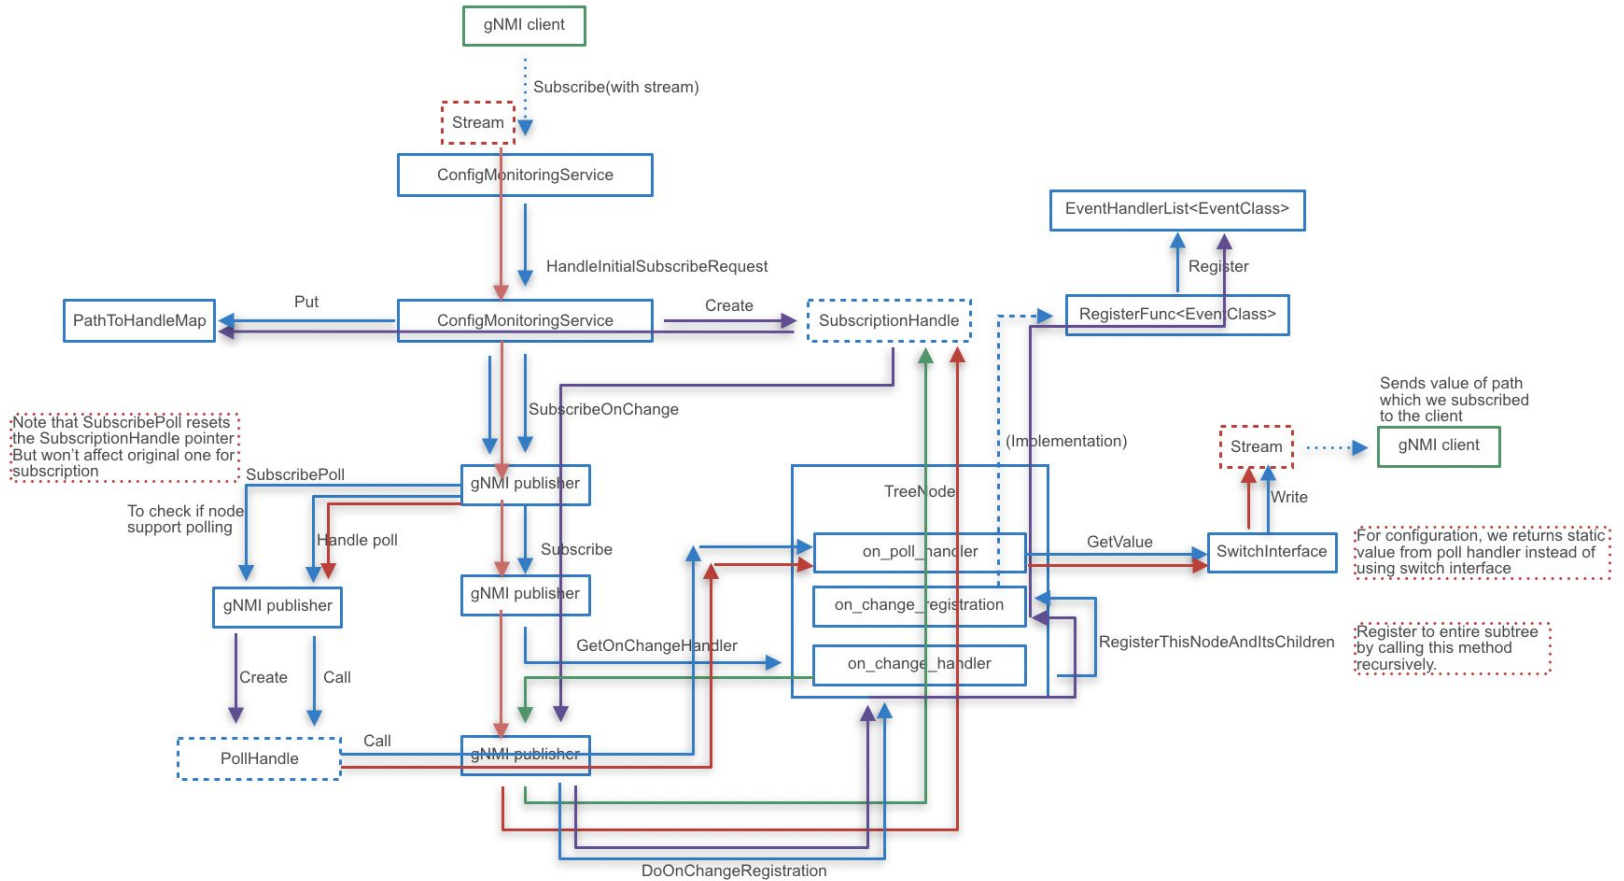 gNMI client
Subscribe(with stream)
Stream
ConfigMonitoringService
EventHandlerList<EventClass>
HandleInitialSubscribeRequest
Register
Put
Create
PathToHandleMap
ConfigMonitoringService
SubscriptionHandle
RegisterFunc<EventClass>
Sends value of path
which we subscribed
to the client
SubscribeOnChange
Note that SubscribePoll resets
the SubscriptionHandle pointer
But won't affect original one for
subscription
(Implementation)
Stream
gNMI client
SubscribePoll
gNMI publisher
TreeNode
Write
To check if node
support polling
Handle poll
Subscribe
on_poll_handler
GetValue
SwitchInterface
For configuration, we returns static
value from poll handler instead of
using switch interface
gNMI publisher
gNMI publisher
on_change_registration
GetOnChangeHandler
on_change_handler
RegisterThisNodeAndItsChildren
Register to entire subtree
by calling this method
recursively.
Create
Call
Call
PollHandle
gNMI publisher
DoOnChangeRegistration